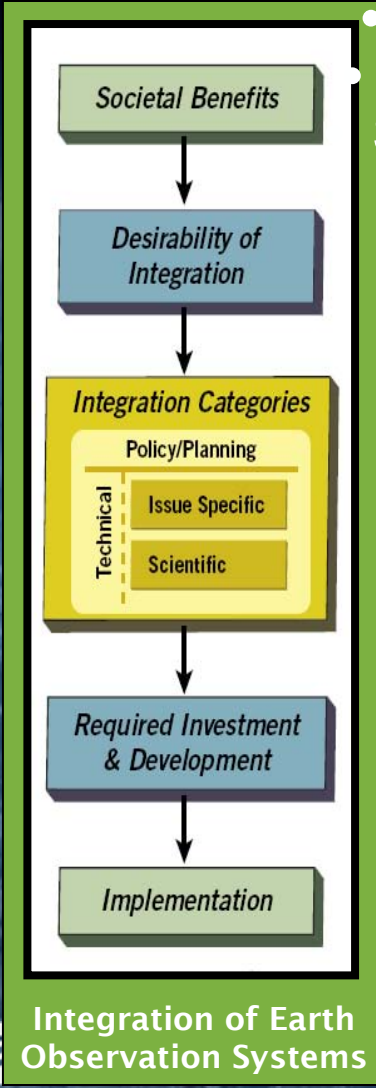 Societal Benefits
Desirability of
Integration
Integration Categories
Policy/Planning
Technical
Issue Specific
Scientific
Required Investment
& Development
Implementation
Integration of Earth
Observation Systems